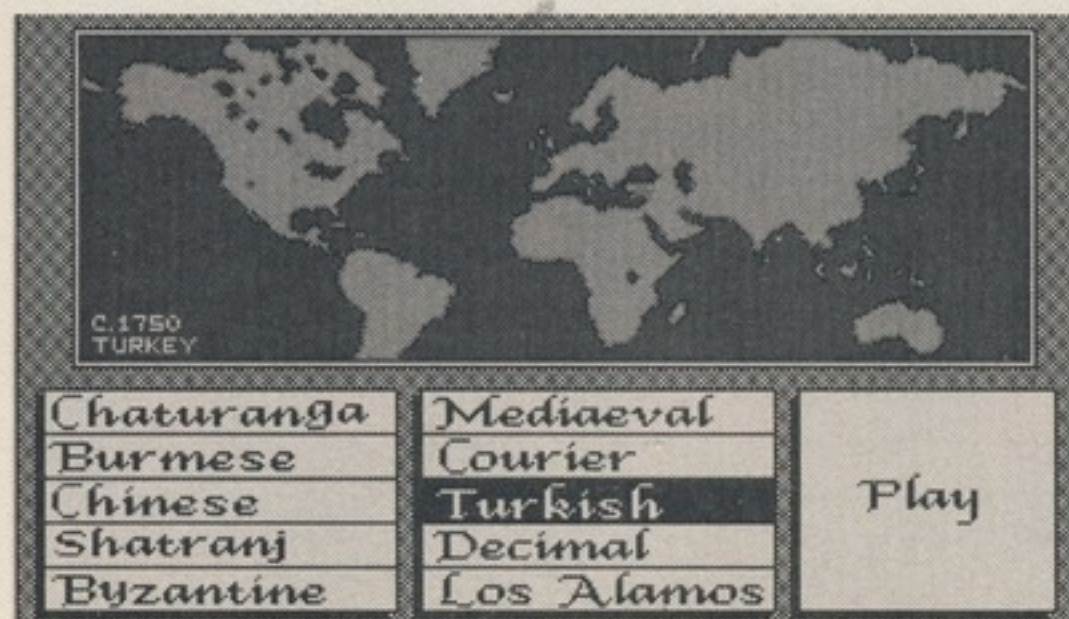 C.1750
TURKEY
Chaturanga
Burmese
Chinese
Shatranj
Byzantine
Mediaeval
Courier
Turkish
Decimal
Los Alamos
Play